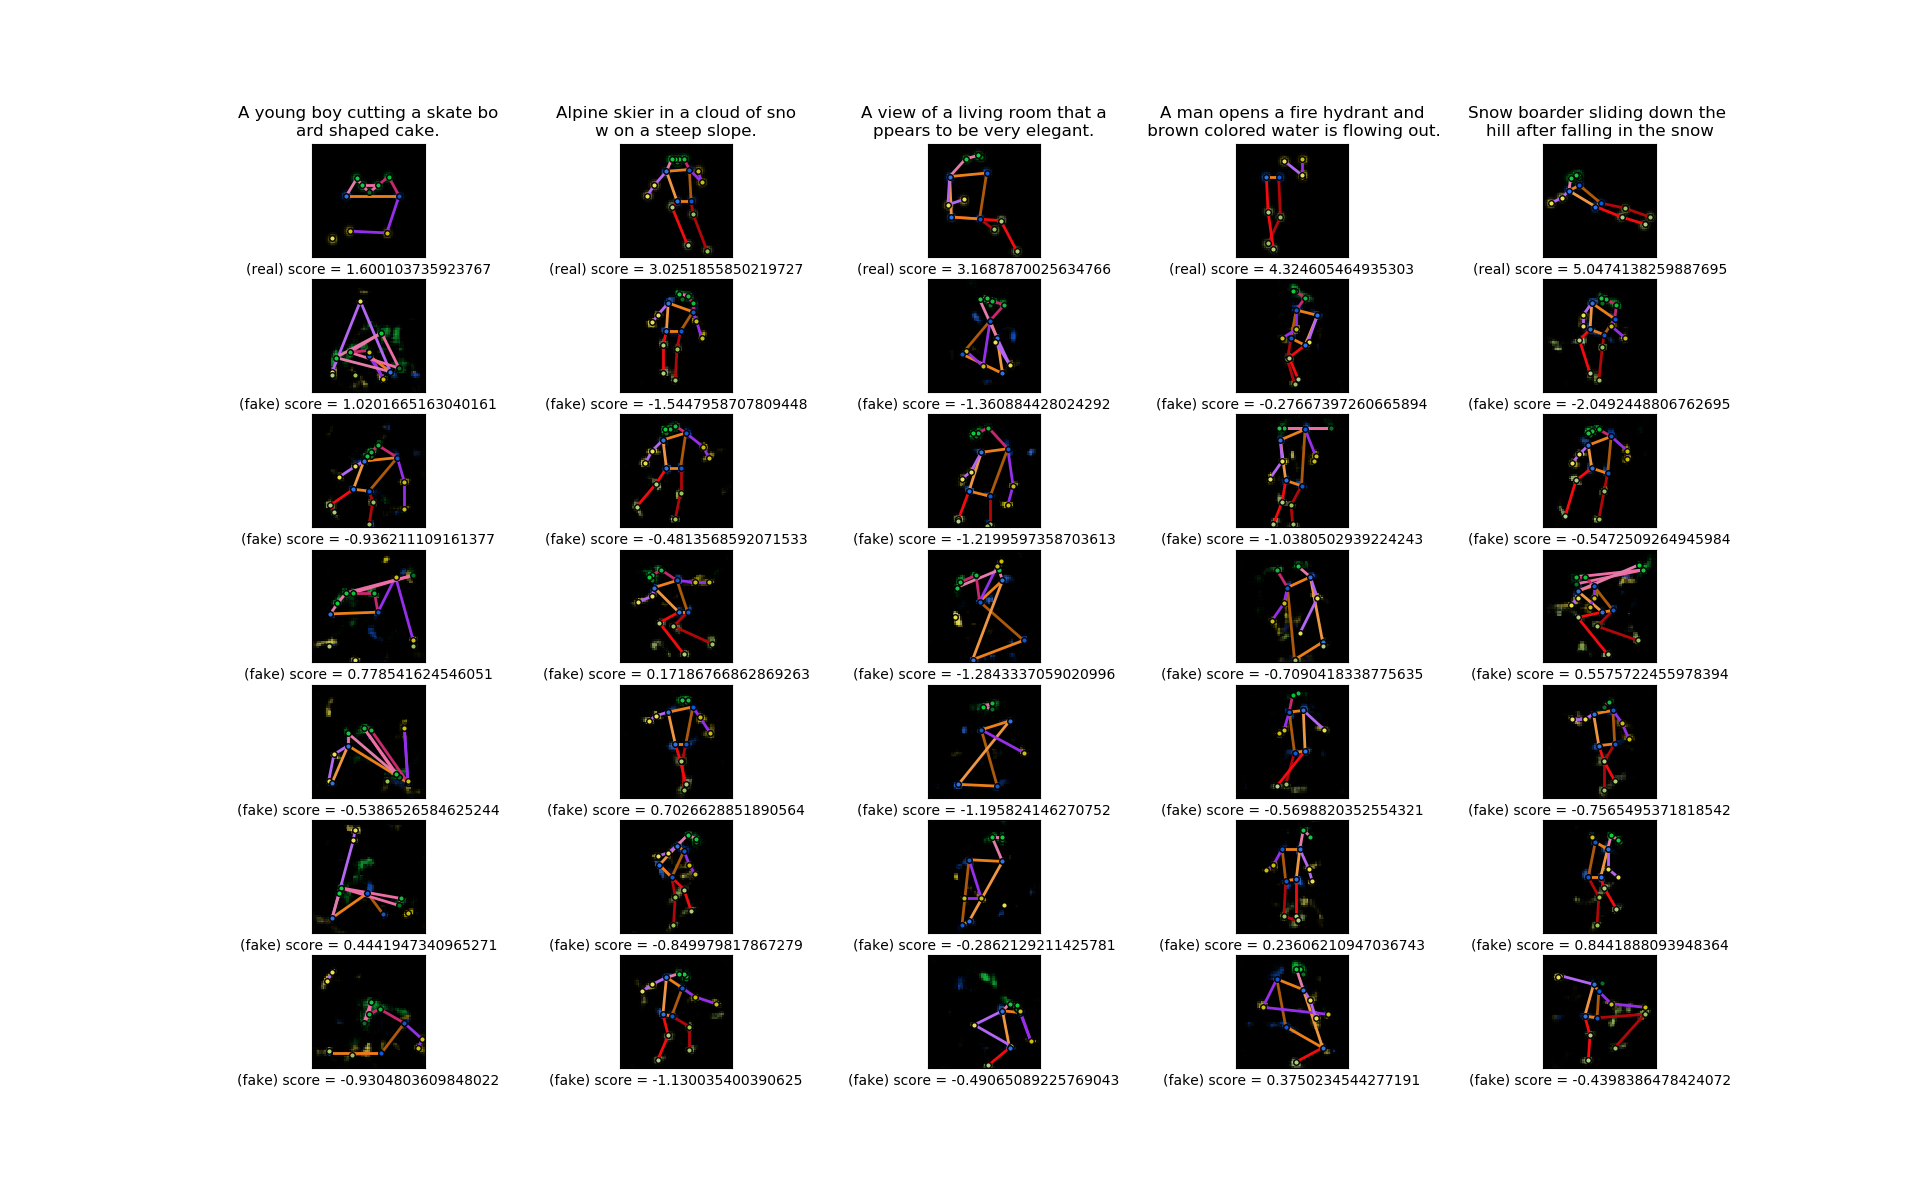 A young boy cutting a skate bo
ard shaped cake.
Alpine skier in a cloud of sno
w on a steep slope.
A view of a living room that a
ppears to be very elegant.
A man opens a fire hydrant and
brown colored water is flowing out.
Snow boarder sliding down the
hill after falling in the snow
(real) score = 1.600103735923767
(real) score = 3.0251855850219727
(real) score = 3.1687870025634766
(real) score = 4.324605464935303
(real) score = 5.0474138259887695
(fake) score = 1.0201665163040161
(fake) score = -1.5447958707809448
(fake) score = -1.360884428024292
(fake) score = -0.27667397260665894
(fake) score = -2.0492448806762695
(fake) score = -0.936211109161377
(fake) score = -0.4813568592071533
(fake) score = -1.2199597358703613
(fake) score = -1.0380502939224243
(fake) score = -0.5472509264945984
(fake) score = 0.778541624546051
(fake) score = 0.17186766862869263
(fake) score = -1.2843337059020996
(fake) score = -0.7090418338775635
(fake) score = 0.5575722455978394
(fake) score = -0.5386526584625244
(fake) score = 0.7026628851890564
(fake) score = -1.195824146270752
(fake) score = -0.5698820352554321
(fake) score = -0.7565495371818542
(fake) score = 0.4441947340965271
(fake) score = -0.849979817867279
(fake) score = -0.2862129211425781
(fake) score = 0.23606210947036743
(fake) score = 0.8441888093948364
(fake) score = -0.9304803609848022
(fake) score = -1.130035400390625
(fake) score = -0.49065089225769043
(fake) score = 0.3750234544277191
(fake) score = -0.4398386478424072